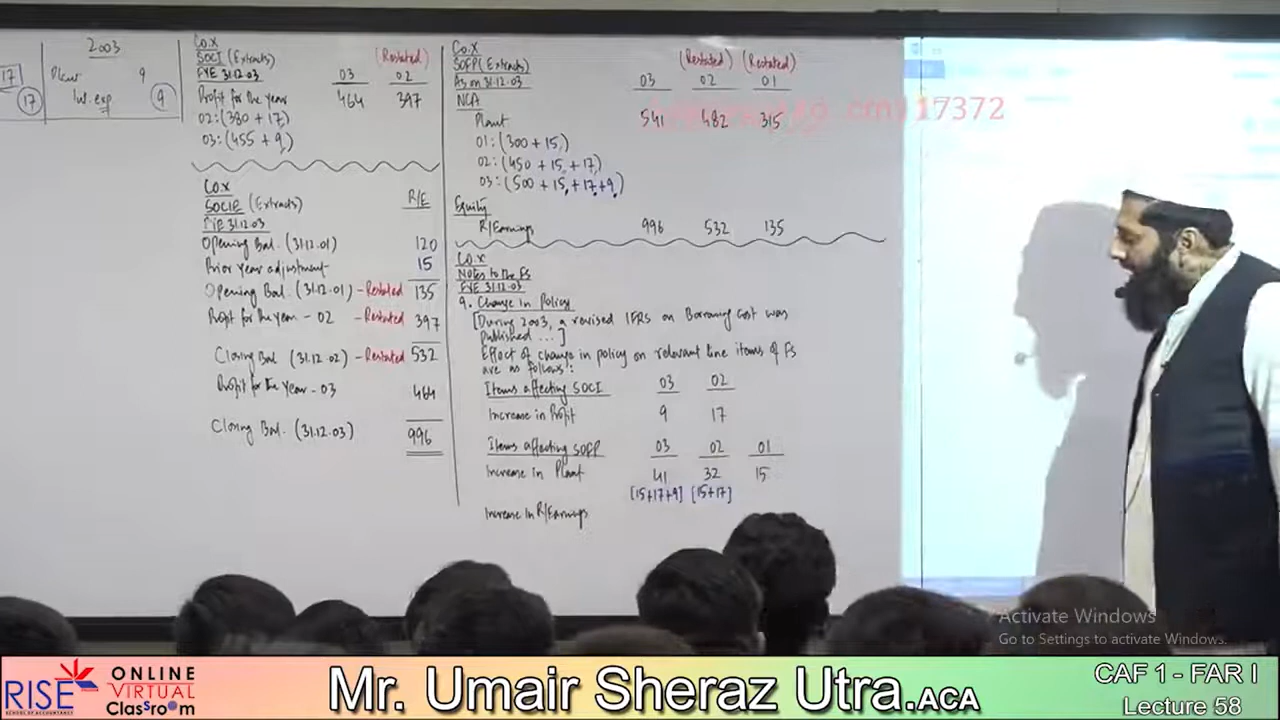 17
17
2003
Plant 9
Int. exp 9
Co.X
SOCI (Extracts) (Restated)
FYE 31.12.03 03 02
Profit for the year 464 397
02: (380 + 17)
03: (455 + 9)
Co.X
SOCIE (Extracts) R/E
FYE 31.12.03
Opening Bal. (31.12.01) 120
Prior year adjustment 15
Opening Bal. (31.12.01) - Restated 135
Profit for the year - 02 - Restated 397
Closing Bal (31.12.02) - Restated 532
Profit for the Year - 03 464
Closing Bal. (31.12.03) 996
Co.X
SOFP (Extracts) (Restated) (Restated)
As on 31.12.03 03 02 01
NCA
Plant 541 482 315
01: (300 + 15)
02: (450 + 15 + 17)
03: (500 + 15 + 17 + 9)
Equity
R/Earnings 996 532 135
Co.X
Notes to the FS
FYE 31.12.03
9. Change in Policy
[During 2003, a revised IFRS on Borrowing cost was
published ...]
Effect of change in policy on relevant line items of FS
are as follows:
Items affecting SOCI 03 02
Increase in Profit 9 17
Items affecting SOFP 03 02 01
Increase in Plant 41 32 15
[15+17+9] [15+17]
Increase in R/Earnings
17372
Activate Windows
Go to Settings to activate Windows.
RISE
SCHOOL OF ACCOUNTANCY
ONLINE
VIRTUAL
Classroom
Mr. Umair Sheraz Utra.ACA
CAF 1 - FAR I
Lecture 58